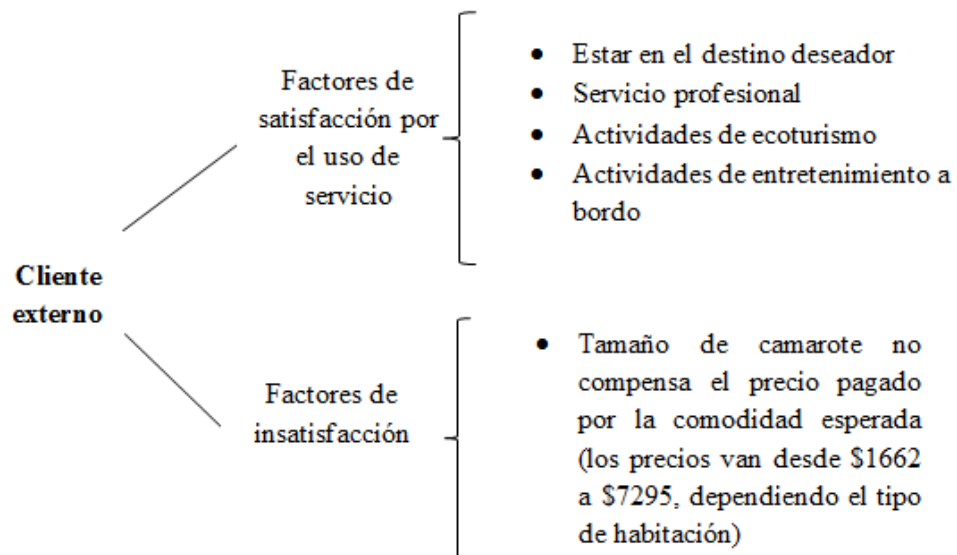 Cliente
externo
Factores de
satisfacción por
el uso de
servicio
• Estar en el destino deseador
• Servicio profesional
• Actividades de ecoturismo
• Actividades de entretenimiento a
bordo
Factores de
insatisfacción
• Tamaño de camarote no
compensa el precio pagado
por la comodidad esperada
(los precios van desde $1662
a $7295, dependiendo el tipo
de habitación)